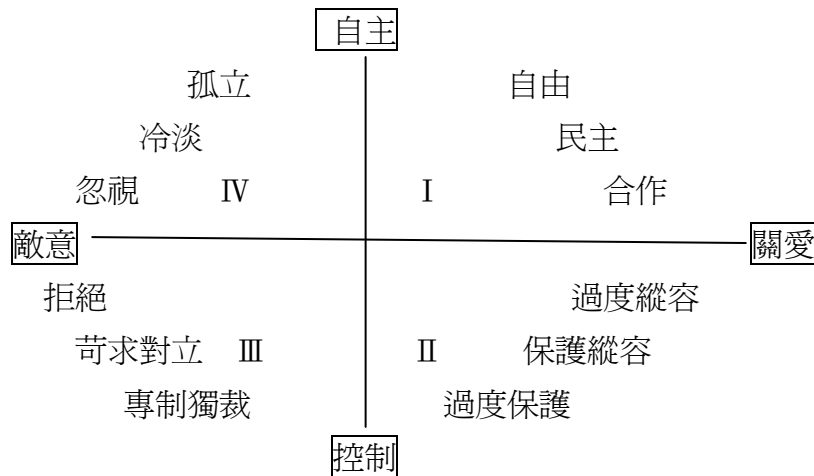 自主
孤立 自由
冷淡 民主
忽視 Ⅳ Ⅰ 合作
敵意 關愛
拒絕 過度縱容
苛求對立 Ⅲ Ⅱ 保護縱容
專制獨裁 過度保護
控制